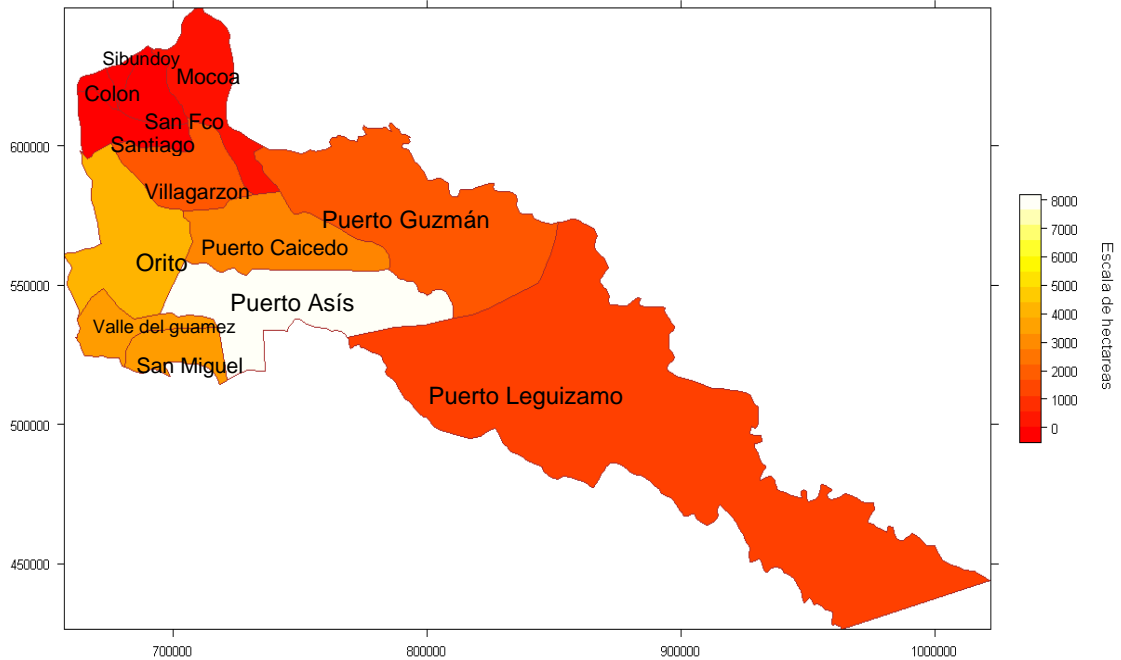 Sibundoy
Mocoa
Colon
San Fco
Santiago
Villagarzon
Puerto Guzmán
Puerto Caicedo
Orito
Puerto Asís
Valle del guamez
San Miguel
Puerto Leguizamo
600000
550000
500000
450000
700000
800000
900000
1000000
8000
7000
6000
5000
4000
3000
2000
1000
0
Escala de hectareas